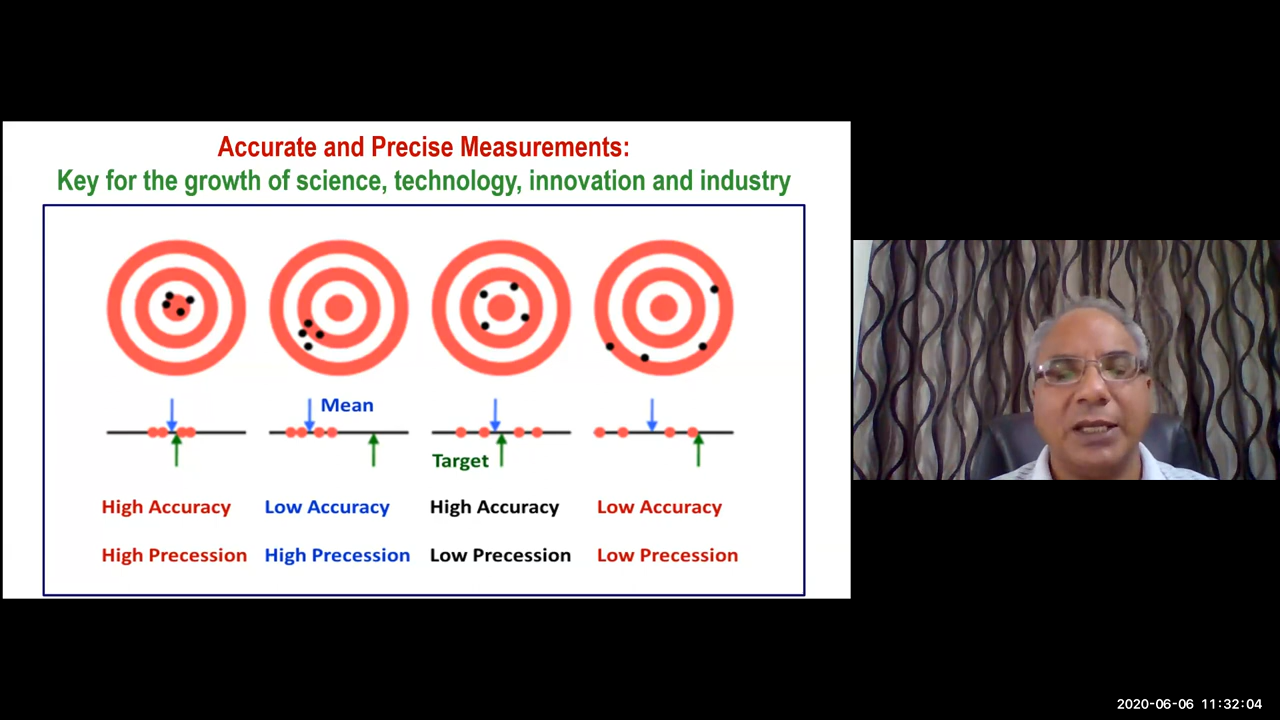 Accurate and Precise Measurements:
Key for the growth of science, technology, innovation and industry
Mean
Target
High Accuracy Low Accuracy High Accuracy Low Accuracy
High Precession High Precession Low Precession Low Precession
2020-06-06 11:32:04